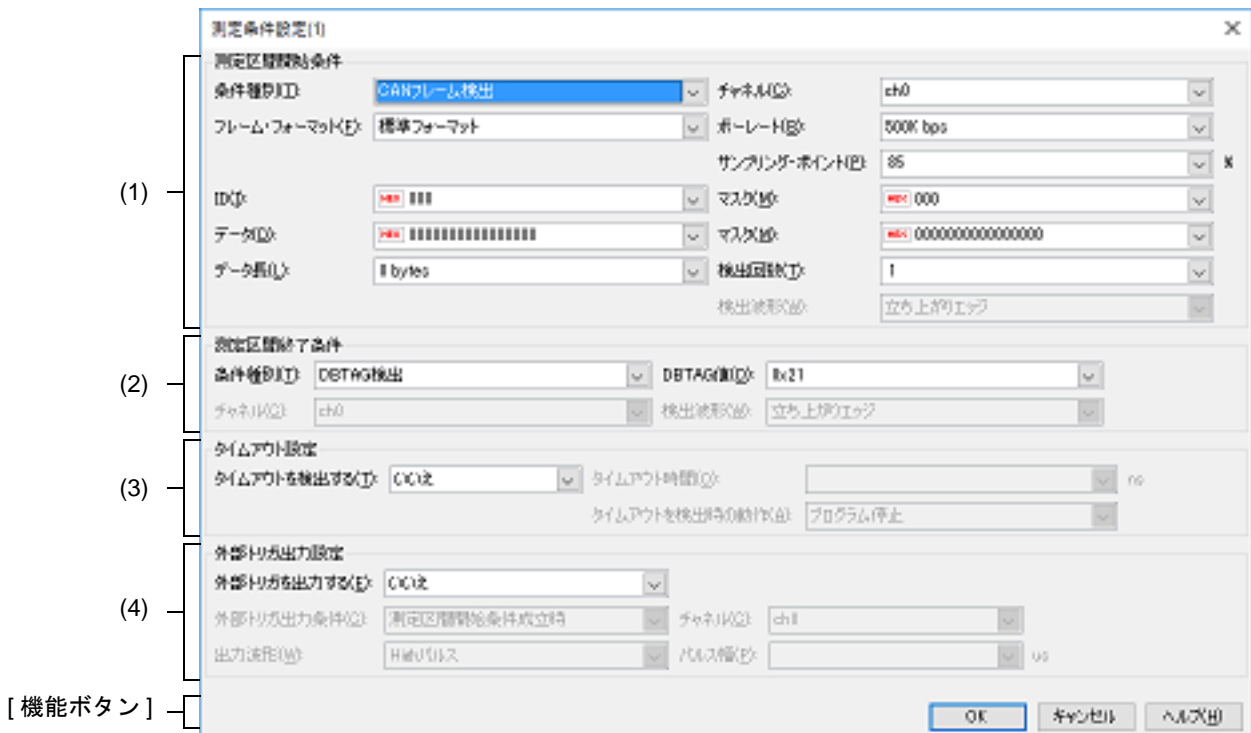 測定条件設定(1)
(1)
測定区間開始条件
条件種別(T): CANフレーム検出 チャネル(C): ch0
フレーム・フォーマット(F): 標準フォーマット ボーレート(B): 500K bps
サンプリング・ポイント(P): 85 %
ID(I): HEX マスク(M): HEX 000
データ(D): HEX マスク(M): HEX 0000000000000000
データ長(L): bytes 検出回数(T): 1
検出波形(W): 立ち上がりエッジ
(2)
測定区間終了条件
条件種別(T): DBTAG検出 DBTAG値(D): 0x21
チャネル(C): ch0 検出波形(W): 立ち上がりエッジ
(3)
タイムアウト設定
タイムアウトを検出する(T): いいえ タイムアウト時間(O): ns
タイムアウトを検出時の動作(A): プログラム停止
(4)
外部トリガ出力設定
外部トリガを出力する(E): いいえ
外部トリガ出力条件(C): 測定区間開始条件成立時 チャネル(C):
出力波形(W): Highパルス パルス幅(P): us
[ 機能ボタン ]
OK キャンセル ヘルプ(H)